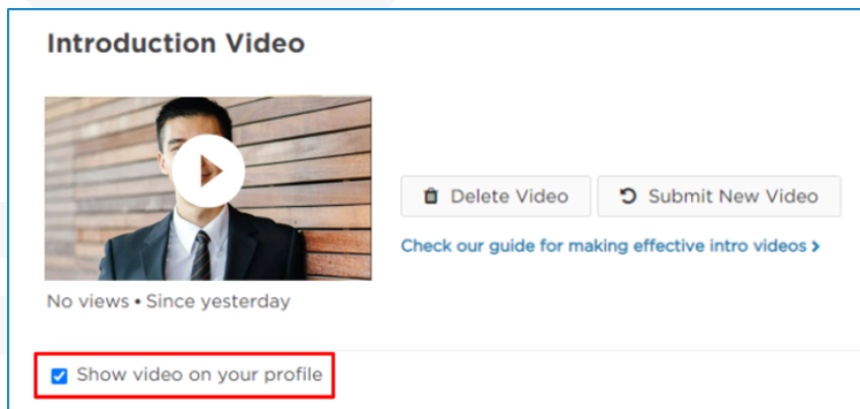 Introduction Video
Delete Video
Submit New Video
Check our guide for making effective intro videos >
No views • Since yesterday
Show video on your profile